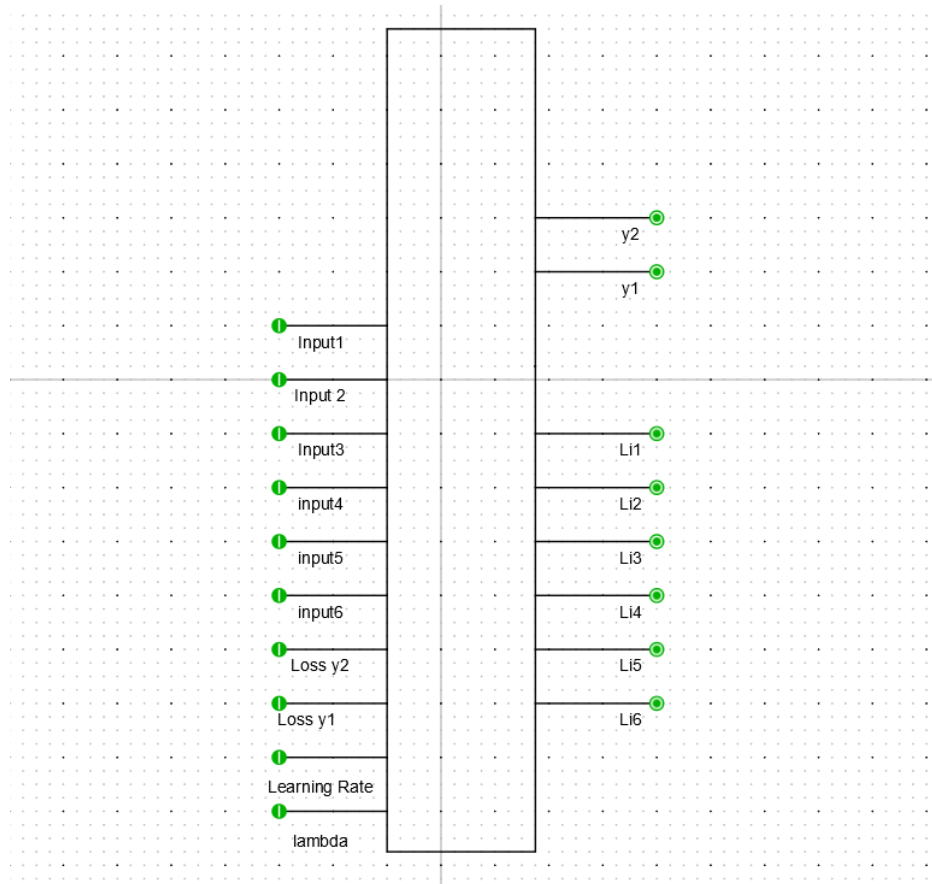 y2
y1
Input1
Input 2
Input3
Li1
input4
Li2
input5
Li3
input6
Li4
Loss y2
Li5
Loss y1
Li6
Learning Rate
lambda